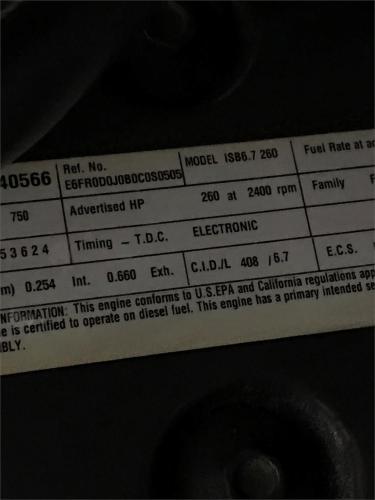 40566 Ref. No. MODEL ISB6.7 260 Fuel Rate at
E6FR0D0J0B0C0S0505
750 Advertised HP 260 at 2400 rpm Family
53624 Timing – T.D.C. ELECTRONIC
m) 0.254 Int. 0.660 Exh. C.I.D./L 408 /6.7 E.C.S.
NFORMATION: This engine conforms to U.S.EPA and California regulations
e is certified to operate on diesel fuel. This engine has a primary intended
BLY.